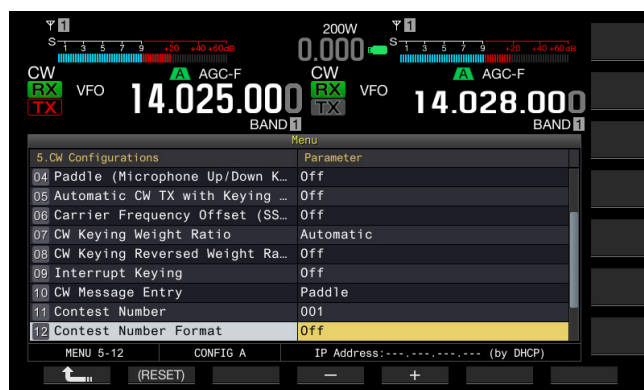 1 200W 1
S 1 3 5 7 9 +20 +40 +60dB 0.000 S 1 3 5 7 9 +20 +40 +60dB
CW A AGC-F CW A AGC-F
RX TX VFO 14.025.000 RX TX VFO 14.028.000
BAND 1 BAND 1
Menu
5.CW Configurations Parameter
04 Paddle (Microphone Up/Down K… Off
05 Automatic CW TX with Keying … Off
06 Carrier Frequency Offset (SS… Off
07 CW Keying Weight Ratio Automatic
08 CW Keying Reversed Weight Ra… Off
09 Interrupt Keying Off
10 CW Message Entry Paddle
11 Contest Number 001
12 Contest Number Format Off
MENU 5-12 CONFIG A IP Address:---.---.---.--- (by DHCP)
(RESET) − +